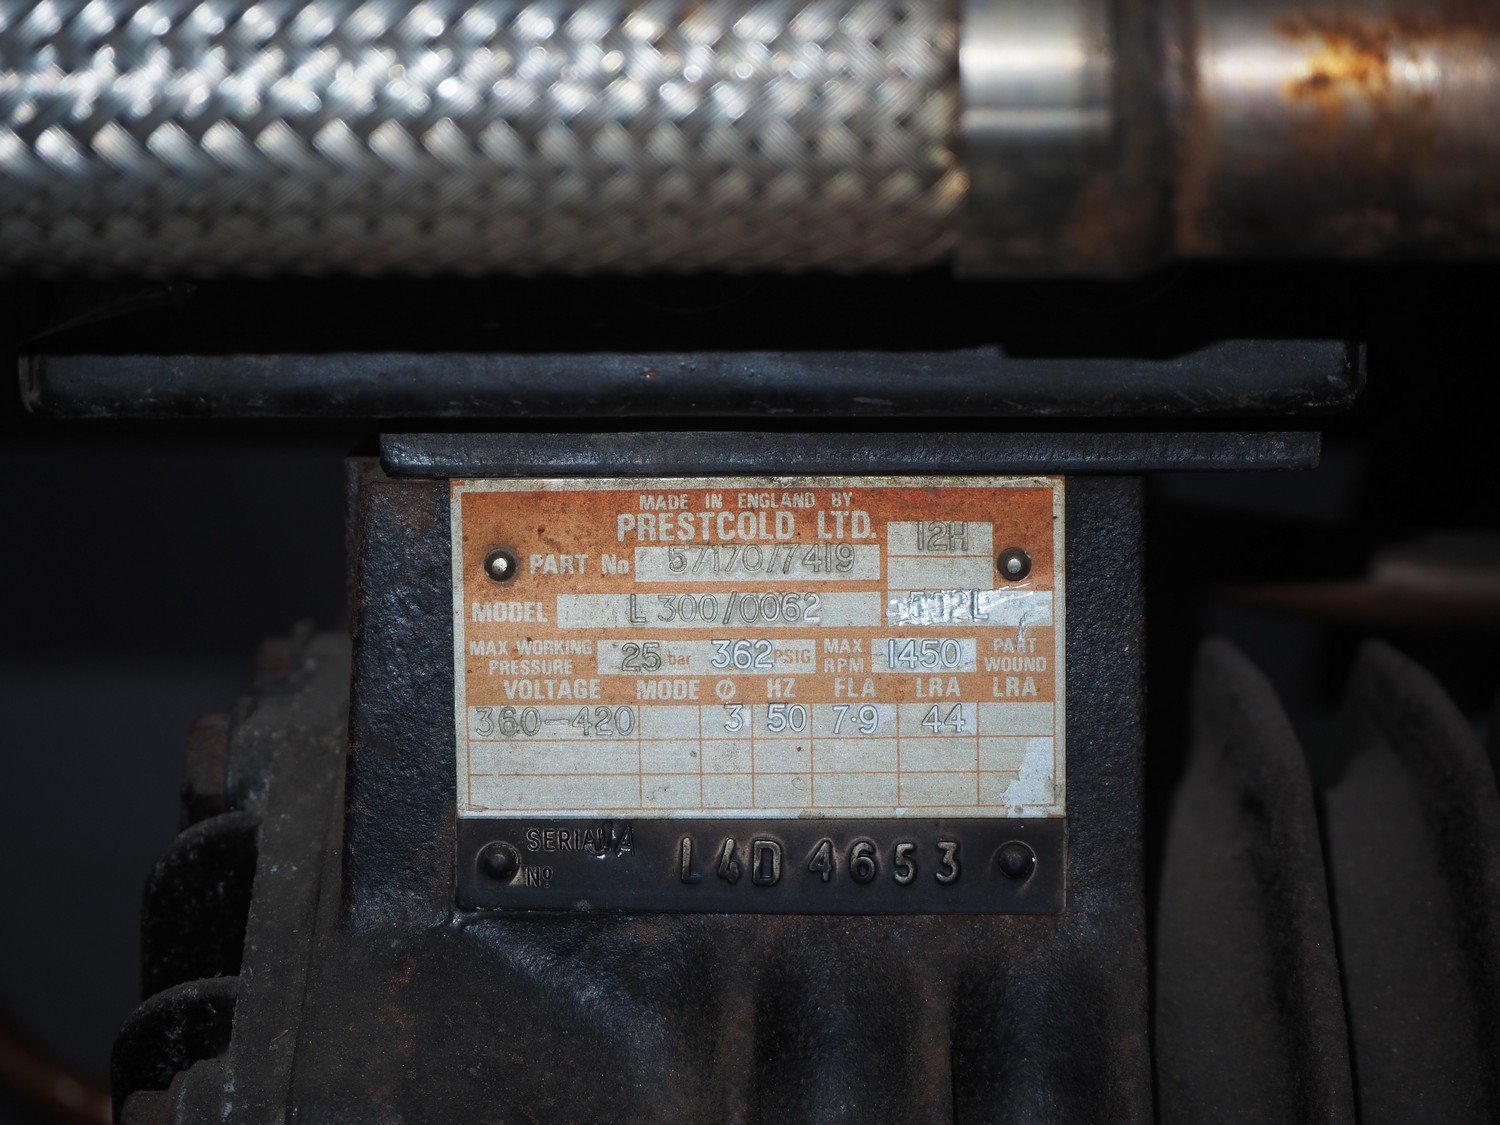 MADE IN ENGLAND BY
PRESTCOLD LTD.
12H
PART No 57170/7419
MODEL L300/0062
MAX WORKING PRESSURE 25 bar 362 PSIG MAX RPM 1450 PART WOUND
VOLTAGE MODE Ø HZ FLA LRA LRA
360-420 3 50 7.9 44
SERIAL
Nº L4D 4653